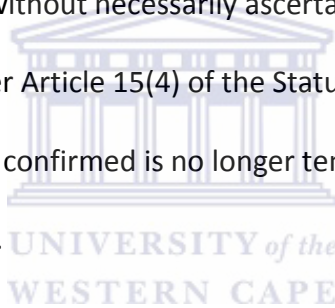 without necessarily ascerta
er Article 15(4) of the Statu
confirmed is no longer ten
UNIVERSITY of the
WESTERN CAPE